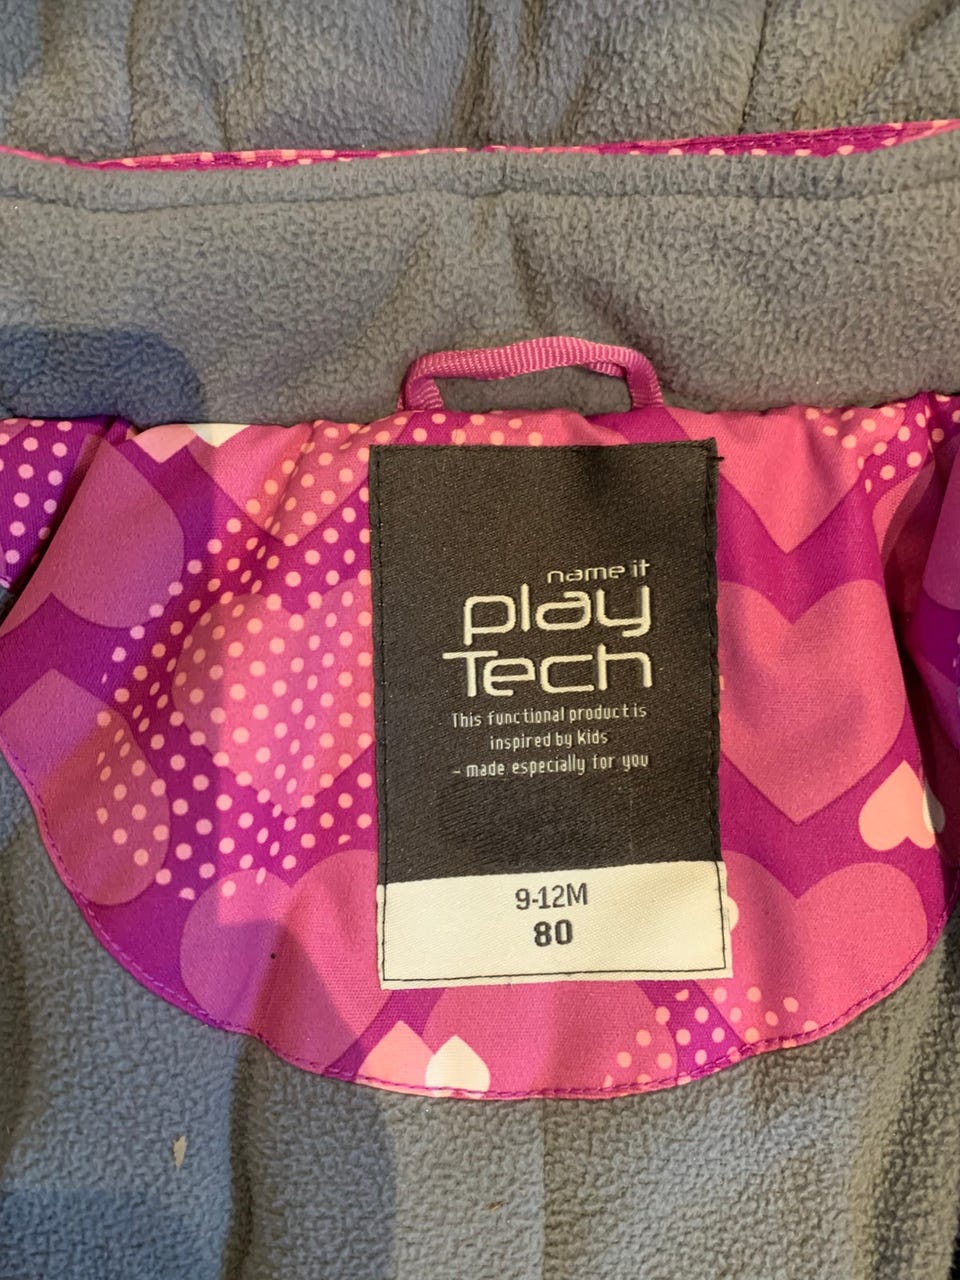 name it
play
Tech
This functional product is
inspired by Kids
- made especially for you
9-12M
80